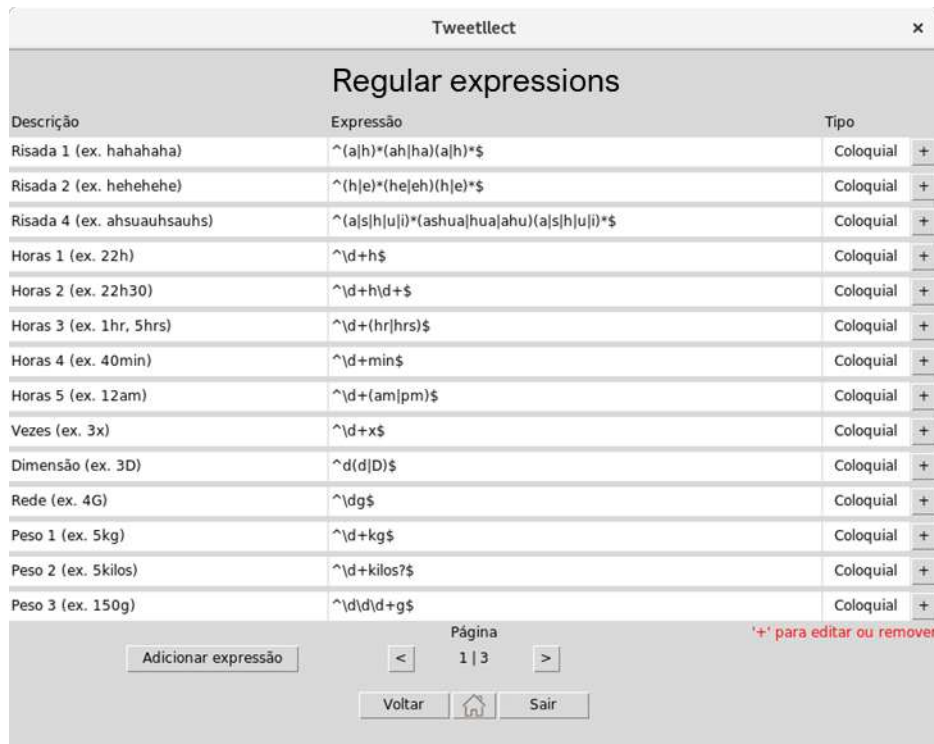 Tweetllect ×
Regular expressions
Descrição Expressão Tipo
Risada 1 (ex. hahahaha) ^(a|h)*(ah|ha)(a|h)*$ Coloquial +
Risada 2 (ex. hehehehe) ^(h|e)*(he|eh)(h|e)*$ Coloquial +
Risada 4 (ex. ahsuauhsauhs) ^(a|s|h|u|i)*(ashua|hua|ahu)(a|s|h|u|i)*$ Coloquial +
Horas 1 (ex. 22h) ^\d+h$ Coloquial +
Horas 2 (ex. 22h30) ^\d+h\d+$ Coloquial +
Horas 3 (ex. 1hr, 5hrs) ^\d+(hr|hrs)$ Coloquial +
Horas 4 (ex. 40min) ^\d+min$ Coloquial +
Horas 5 (ex. 12am) ^\d+(am|pm)$ Coloquial +
Vezes (ex. 3x) ^\d+x$ Coloquial +
Dimensão (ex. 3D) ^d(d|D)$ Coloquial +
Rede (ex. 4G) ^\dg$ Coloquial +
Peso 1 (ex. 5kg) ^\d+kg$ Coloquial +
Peso 2 (ex. 5kilos) ^\d+kilos?$ Coloquial +
Peso 3 (ex. 150g) ^\d\d\d+g$ Coloquial +
Página '+' para editar ou remover
Adicionar expressão < 1 | 3 >
Voltar Sair